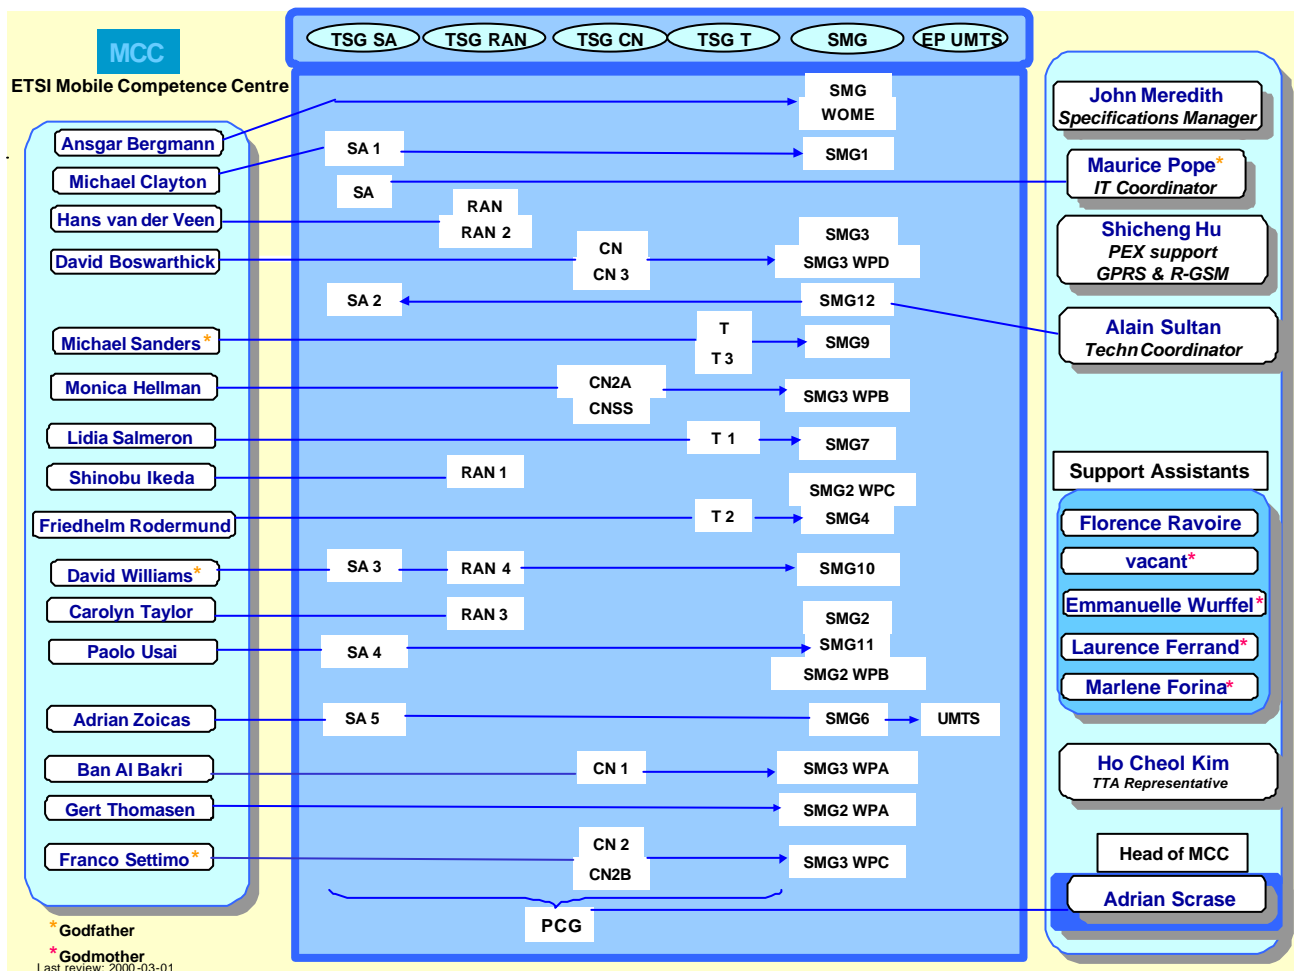 MCC
ETSI Mobile Competence Centre
TSG SA TSG RAN TSG CN TSG T SMG EP UMTS
Ansgar Bergmann
Michael Clayton
Hans van der Veen
David Boswarthick
Michael Sanders*
Monica Hellman
Lidia Salmeron
Shinobu Ikeda
Friedhelm Rodermund
David Williams*
Carolyn Taylor
Paolo Usai
Adrian Zoicas
Ban Al Bakri
Gert Thomasen
Franco Settimo*
*Godfather
*Godmother
Last review: 2000-03-01
SMG
WOME
SA 1 SMG1
SA
RAN
RAN 2
SMG3
CN
SMG3 WPD
CN 3
SA 2 SMG12
T
SMG9
T 3
CN2A
SMG3 WPB
CNSS
T 1 SMG7
RAN 1
SMG2 WPC
T 2 SMG4
SA 3 RAN 4 SMG10
RAN 3 SMG2
SA 4 SMG11
SMG2 WPB
SA 5 SMG6 UMTS
CN 1 SMG3 WPA
SMG2 WPA
CN 2
SMG3 WPC
CN2B
PCG
John Meredith
Specifications Manager
Maurice Pope*
IT Coordinator
Shicheng Hu
PEX support
GPRS & R-GSM
Alain Sultan
Techn Coordinator
Support Assistants
Florence Ravoire
vacant*
Emmanuelle Wurffel*
Laurence Ferrand*
Marlene Forina*
Ho Cheol Kim
TTA Representative
Head of MCC
Adrian Scrase